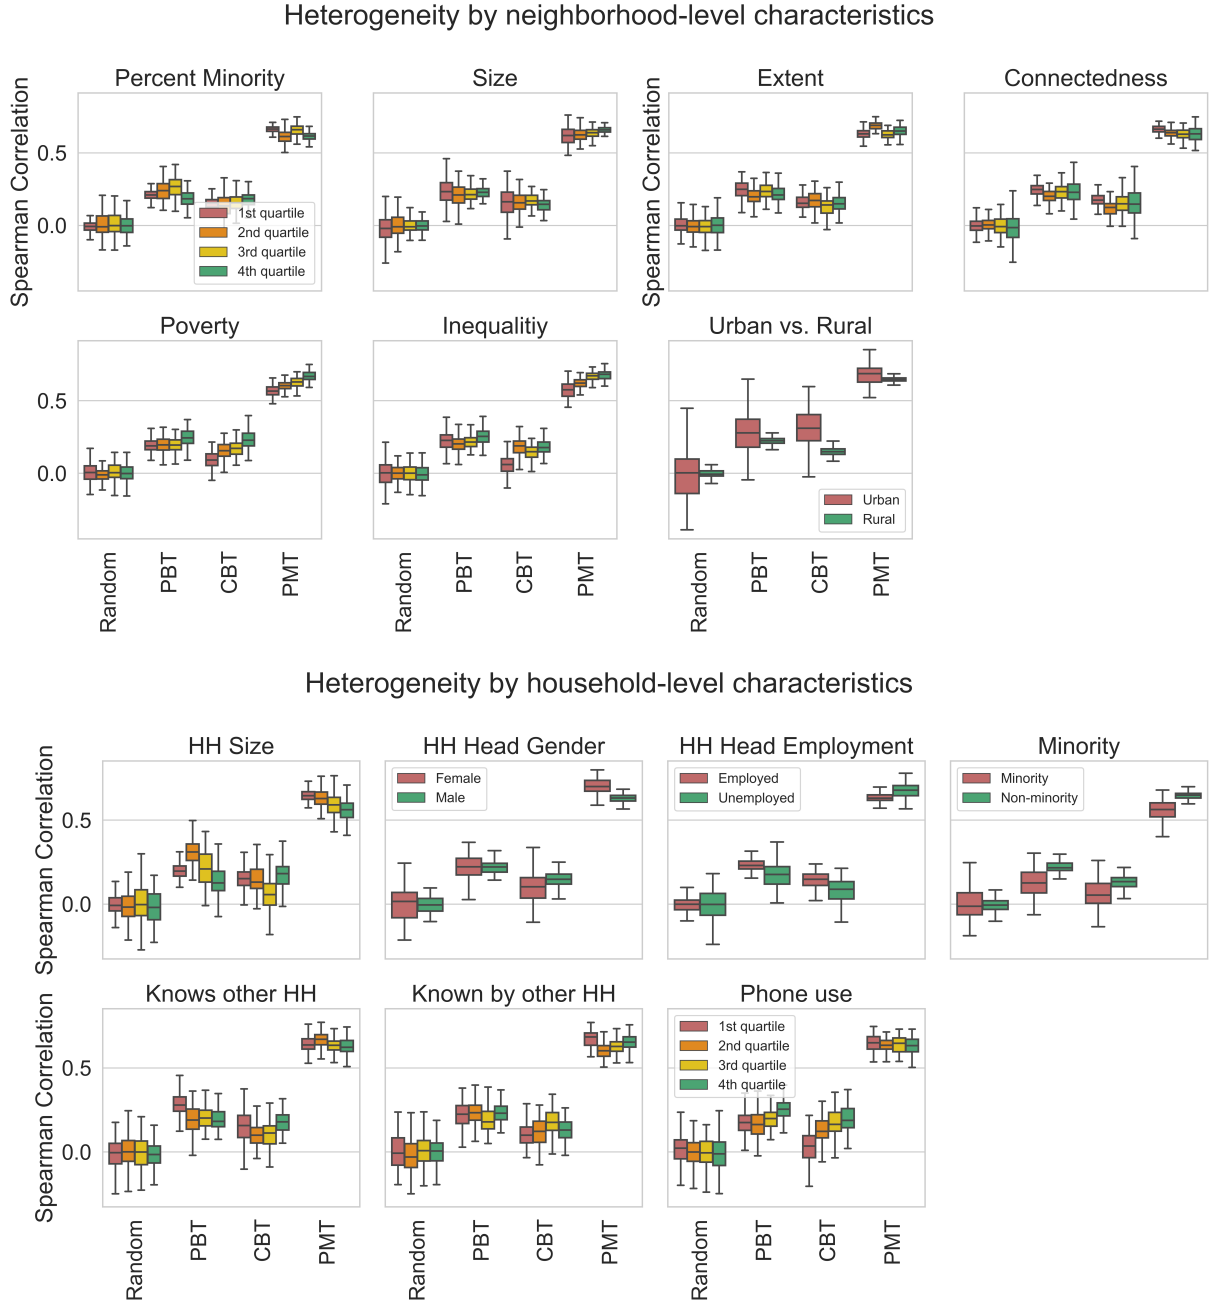 Heterogeneity by neighborhood-level characteristics
Percent Minority
Size
Extent
Connectedness
Spearman Correlation
Spearman Correlation
0.5
0.0
1st quartile
2nd quartile
3rd quartile
4th quartile
Poverty
Inequalitiy
Urban vs. Rural
0.5
0.0
Urban
Rural
Random
PBT
CBT
PMT
Random
PBT
CBT
PMT
Random
PBT
CBT
PMT
Heterogeneity by household-level characteristics
HH Size
HH Head Gender
HH Head Employment
Minority
Spearman Correlation
0.5
0.0
Female
Male
Employed
Unemployed
Minority
Non-minority
Knows other HH
Known by other HH
Phone use
Spearman Correlation
0.5
0.0
1st quartile
2nd quartile
3rd quartile
4th quartile
Random
PBT
CBT
PMT
Random
PBT
CBT
PMT
Random
PBT
CBT
PMT